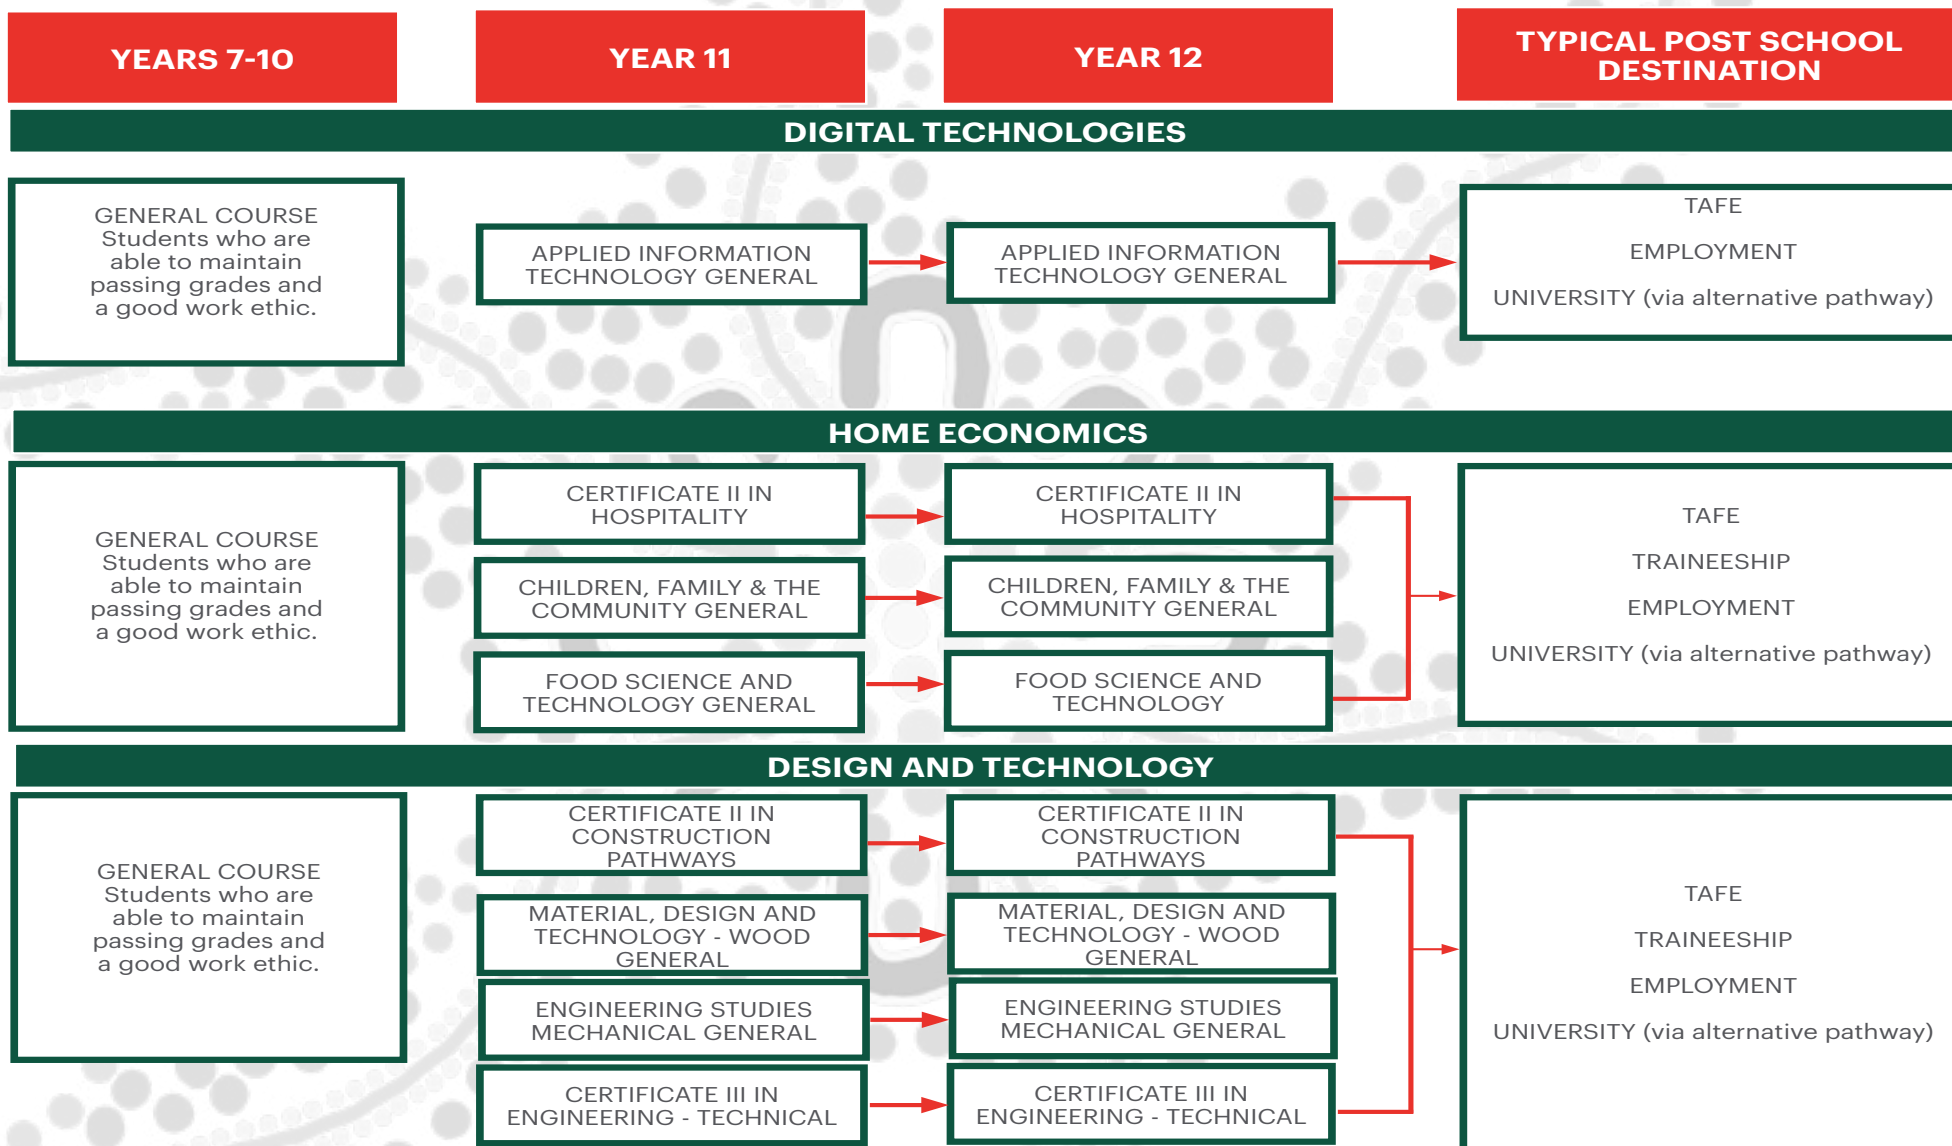 YEARS 7-10
YEAR 11
YEAR 12
TYPICAL POST SCHOOL
DESTINATION
DIGITAL TECHNOLOGIES
GENERAL COURSE
Students who are
able to maintain
passing grades and
a good work ethic.
APPLIED INFORMATION
TECHNOLOGY GENERAL
APPLIED INFORMATION
TECHNOLOGY GENERAL
TAFE
EMPLOYMENT
UNIVERSITY (via alternative pathway)
HOME ECONOMICS
GENERAL COURSE
Students who are
able to maintain
passing grades and
a good work ethic.
CERTIFICATE II IN
HOSPITALITY
CERTIFICATE II IN
HOSPITALITY
CHILDREN, FAMILY & THE
COMMUNITY GENERAL
CHILDREN, FAMILY & THE
COMMUNITY GENERAL
FOOD SCIENCE AND
TECHNOLOGY GENERAL
FOOD SCIENCE AND
TECHNOLOGY
TAFE
TRAINEESHIP
EMPLOYMENT
UNIVERSITY (via alternative pathway)
DESIGN AND TECHNOLOGY
GENERAL COURSE
Students who are
able to maintain
passing grades and
a good work ethic.
CERTIFICATE II IN
CONSTRUCTION
PATHWAYS
CERTIFICATE II IN
CONSTRUCTION
PATHWAYS
MATERIAL, DESIGN AND
TECHNOLOGY - WOOD
GENERAL
MATERIAL, DESIGN AND
TECHNOLOGY - WOOD
GENERAL
ENGINEERING STUDIES
MECHANICAL GENERAL
ENGINEERING STUDIES
MECHANICAL GENERAL
CERTIFICATE III IN
ENGINEERING - TECHNICAL
CERTIFICATE III IN
ENGINEERING - TECHNICAL
TAFE
TRAINEESHIP
EMPLOYMENT
UNIVERSITY (via alternative pathway)